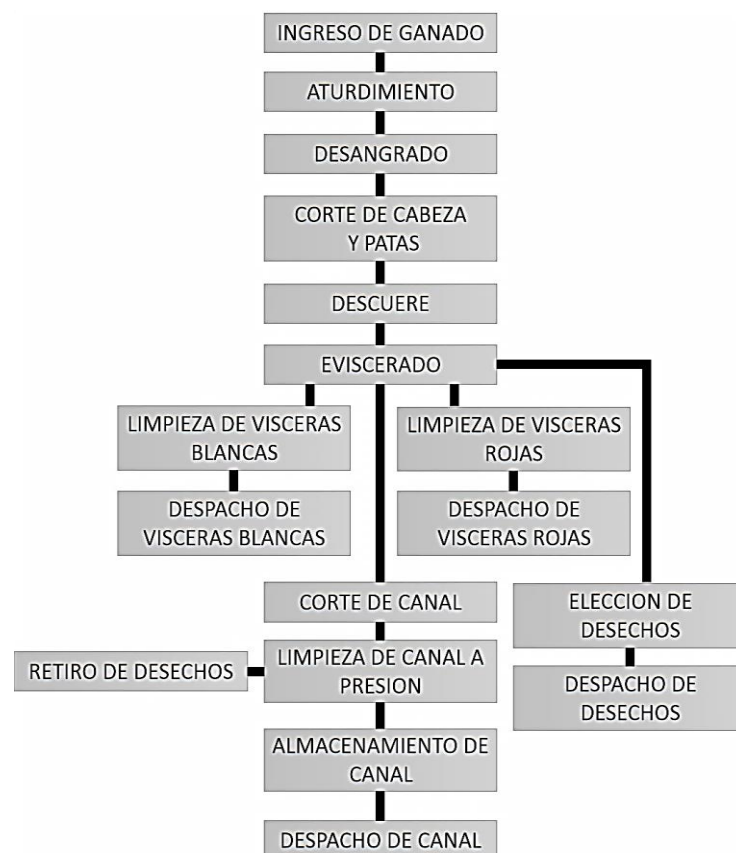 INGRESO DE GANADO
ATURDIMIENTO
DESANGRADO
CORTE DE CABEZA
Y PATAS
DESCUERE
EVISCERADO
LIMPIEZA DE VISCERAS
BLANCAS
LIMPIEZA DE VISCERAS
ROJAS
DESPACHO DE
VISCERAS BLANCAS
DESPACHO DE
VISCERAS ROJAS
CORTE DE CANAL
ELECCION DE
DESECHOS
RETIRO DE DESECHOS
LIMPIEZA DE CANAL A
PRESION
DESPACHO DE
DESECHOS
ALMACENAMIENTO DE
CANAL
DESPACHO DE CANAL